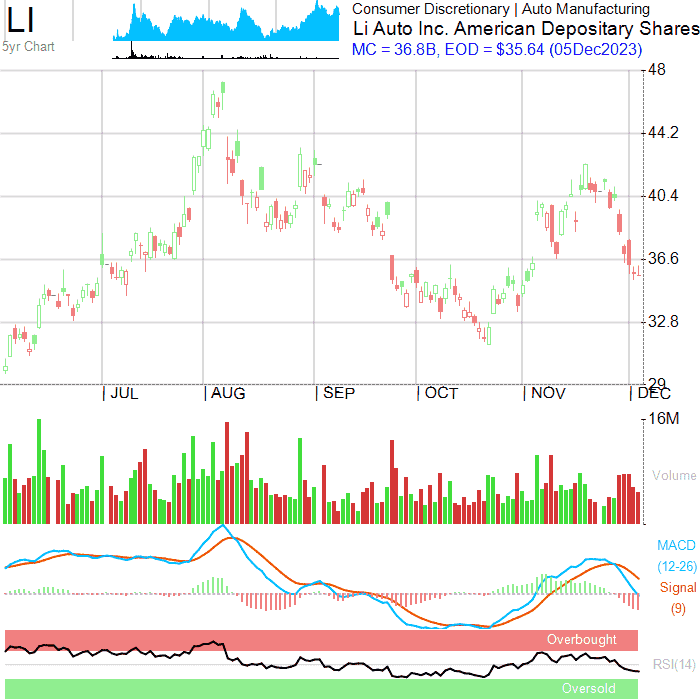 LI
5yr Chart
Consumer Discretionary | Auto Manufacturing
Li Auto Inc. American Depositary Shares
MC = 36.8B, EOD = $35.64 (05Dec2023)
48
44.2
40.4
36.6
32.8
29
| JUL | AUG | SEP | OCT | NOV | DEC
16M
Volume
MACD
(12-26)
Signal
(9)
Overbought
RSI(14)
Oversold